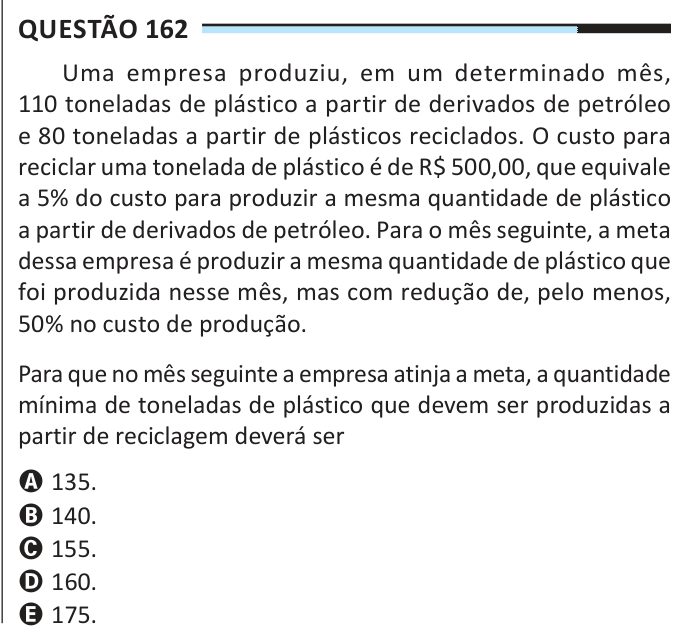 QUESTÃO 162
Uma empresa produziu, em um determinado mês,
110 toneladas de plástico a partir de derivados de petróleo
e 80 toneladas a partir de plásticos reciclados. O custo para
reciclar uma tonelada de plástico é de R$ 500,00, que equivale
a 5% do custo para produzir a mesma quantidade de plástico
a partir de derivados de petróleo. Para o mês seguinte, a meta
dessa empresa é produzir a mesma quantidade de plástico que
foi produzida nesse mês, mas com redução de, pelo menos,
50% no custo de produção.
Para que no mês seguinte a empresa atinja a meta, a quantidade
mínima de toneladas de plástico que devem ser produzidas a
partir de reciclagem deverá ser
A 135.
B 140.
C 155.
D 160.
E 175.